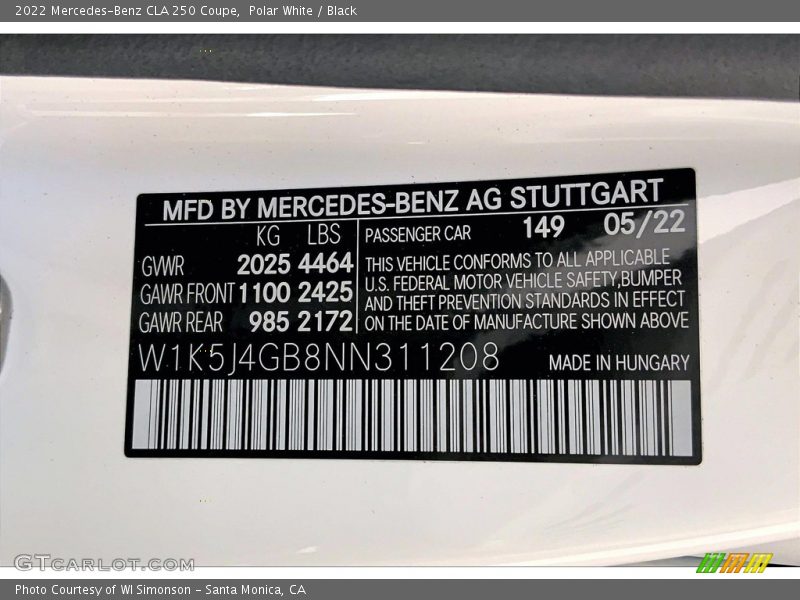 2022 Mercedes-Benz CLA 250 Coupe,  Polar White / Black
MFD BY MERCEDES-BENZ AG STUTTGART
KG LBS PASSENGER CAR 149 05/22
GWWR 2025 4464 THIS VEHICLE CONFORMS TO ALL APPLICABLE
GAWR FRONT 1100 2425 U.S. FEDERAL MOTOR VEHICLE SAFETY,BUMPER
AND THEFT PREVENTION STANDARDS IN EFFECT
GAWR REAR 985 2172 ON THE DATE OF MANUFACTURE SHOWN ABOVE
W1K5J4GB8NN311208 MADE IN HUNGARY
GTCARLOT.COM
Photo Courtesy of WI Simonson - Santa Monica, CA